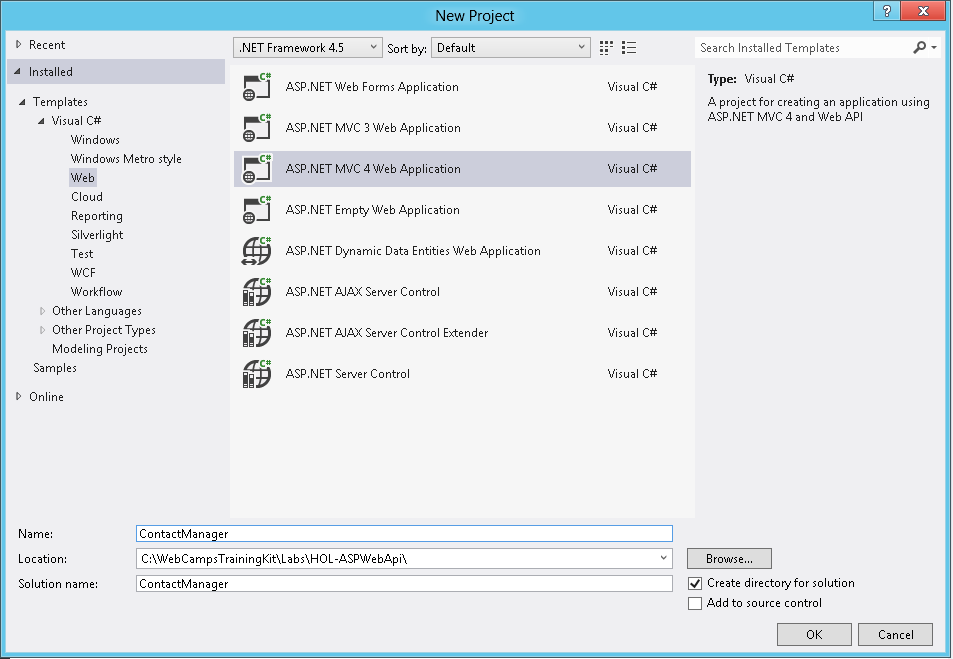 New Project
?
Recent
Installed
Templates
Visual C#
Windows
Windows Metro style
Web
Cloud
Reporting
Silverlight
Test
WCF
Workflow
Other Languages
Other Project Types
Modeling Projects
Samples
Online
.NET Framework 4.5 Sort by: Default
C# ASP.NET Web Forms Application Visual C#
C# ASP.NET MVC 3 Web Application Visual C#
C# ASP.NET MVC 4 Web Application Visual C#
C# ASP.NET Empty Web Application Visual C#
C# ASP.NET Dynamic Data Entities Web Application Visual C#
C# ASP.NET AJAX Server Control Visual C#
C# ASP.NET AJAX Server Control Extender Visual C#
C# ASP.NET Server Control Visual C#
Search Installed Templates
Type: Visual C#
A project for creating an application using
ASP.NET MVC 4 and Web API
Name: ContactManager
Location: C:\WebCampsTrainingKit\Labs\HOL-ASPWebApi\ Browse...
Solution name: ContactManager
Create directory for solution
Add to source control
OK Cancel